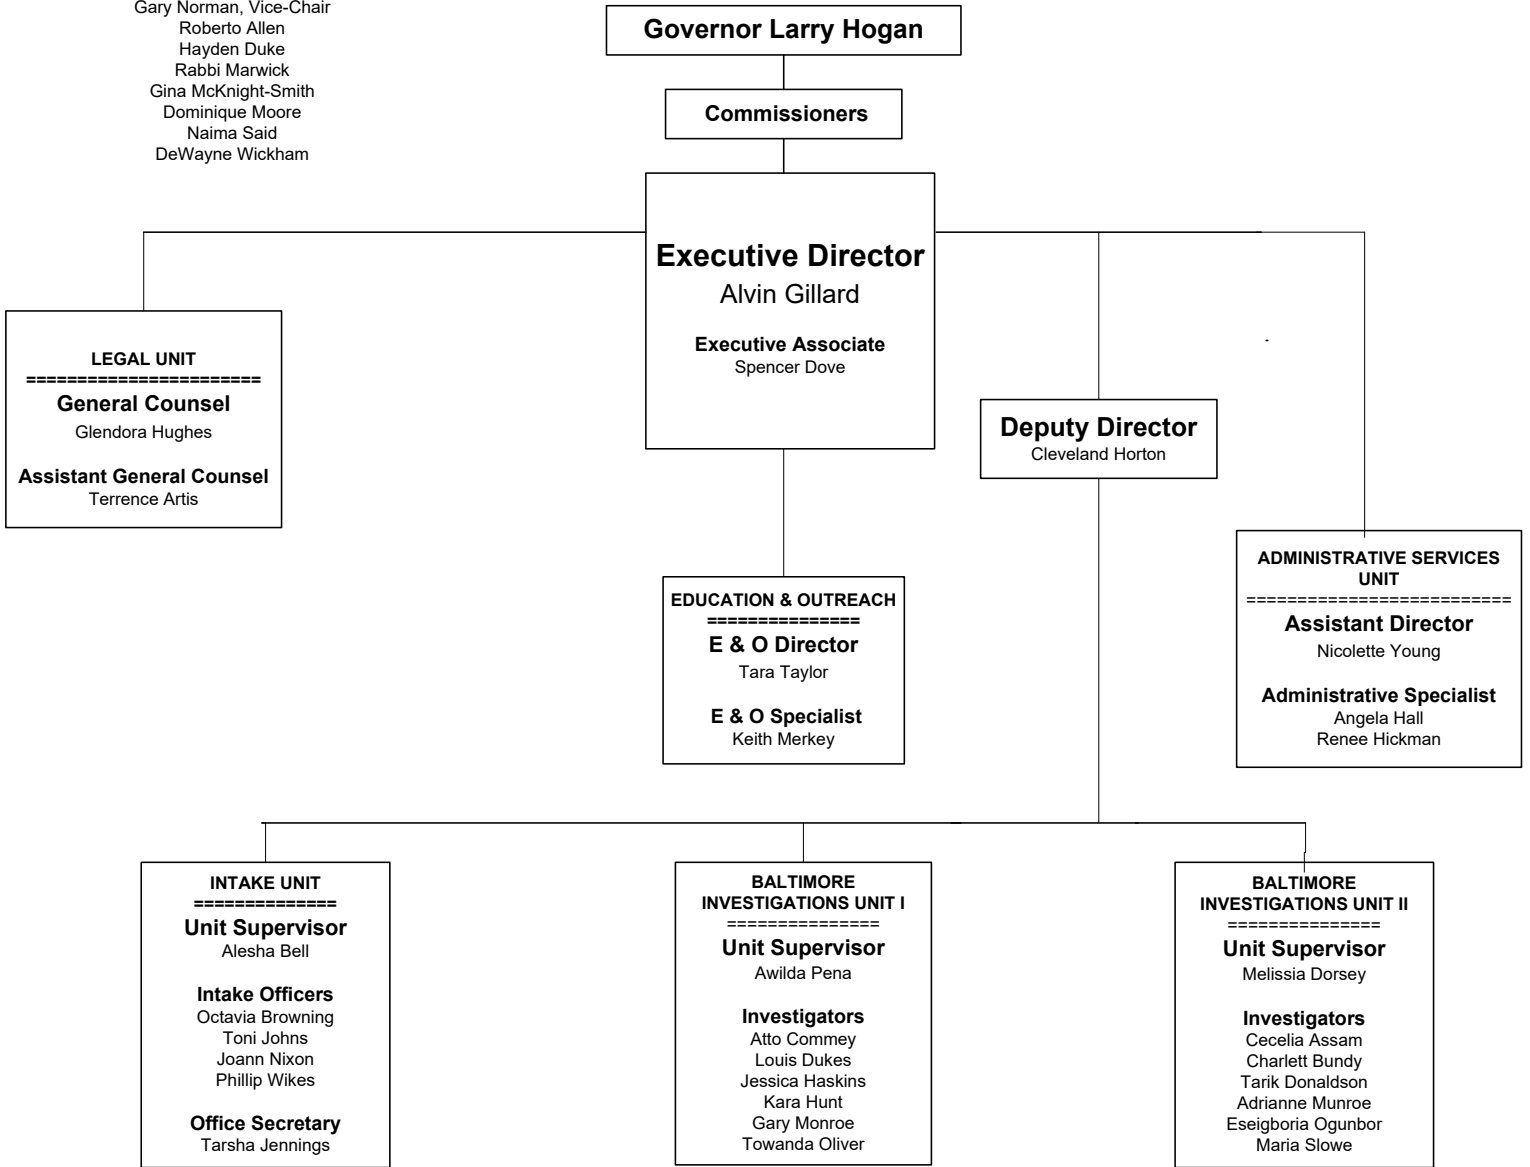 Gary Norman, Vice-Chair
Roberto Allen
Hayden Duke
Rabbi Marwick
Gina McKnight-Smith
Dominique Moore
Naima Said
DeWayne Wickham
Governor Larry Hogan
Commissioners
Executive Director
Alvin Gillard
Executive Associate
Spencer Dove
LEGAL UNIT
=======================
General Counsel
Glendora Hughes
Assistant General Counsel
Terrence Artis
Deputy Director
Cleveland Horton
EDUCATION & OUTREACH
===============
E & O Director
Tara Taylor
E & O Specialist
Keith Merkey
ADMINISTRATIVE SERVICES
UNIT
==========================
Assistant Director
Nicolette Young
Administrative Specialist
Angela Hall
Renee Hickman
INTAKE UNIT
==============
Unit Supervisor
Alesha Bell
Intake Officers
Octavia Browning
Toni Johns
Joann Nixon
Phillip Wikes
Office Secretary
Tarsha Jennings
BALTIMORE
INVESTIGATIONS UNIT I
===============
Unit Supervisor
Awilda Pena
Investigators
Atto Commey
Louis Dukes
Jessica Haskins
Kara Hunt
Gary Monroe
Towanda Oliver
BALTIMORE
INVESTIGATIONS UNIT II
===============
Unit Supervisor
Melissia Dorsey
Investigators
Cecelia Assam
Charlett Bundy
Tarik Donaldson
Adrianne Munroe
Eseigboria Ogunbor
Maria Slowe